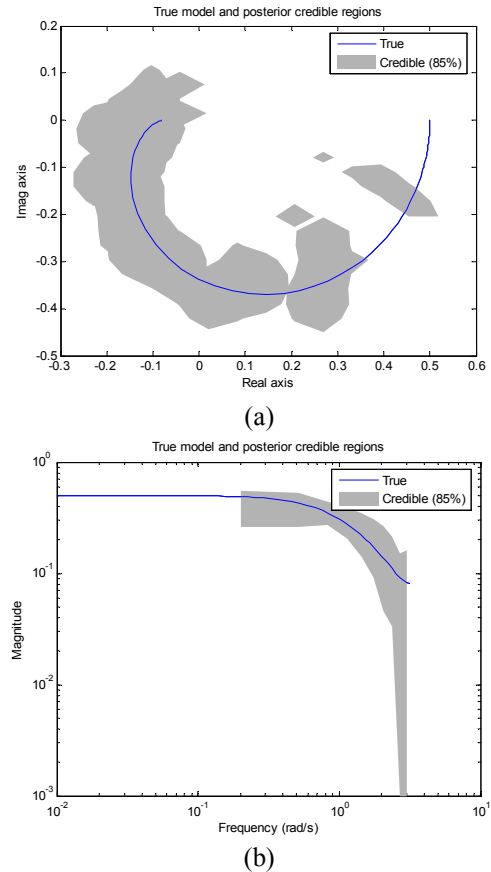 True model and posterior credible regions
True
Credible (85%)
0.2
0.1
0
-0.1
-0.2
-0.3
-0.4
-0.5
Imag axis
-0.3
-0.2
-0.1
0
0.1
0.2
0.3
0.4
0.5
0.6
Real axis
(a)
True model and posterior credible regions
True
Credible (85%)
10^0
10^-1
10^-2
10^-3
Magnitude
10^-2
10^-1
10^0
10^1
Frequency (rad/s)
(b)